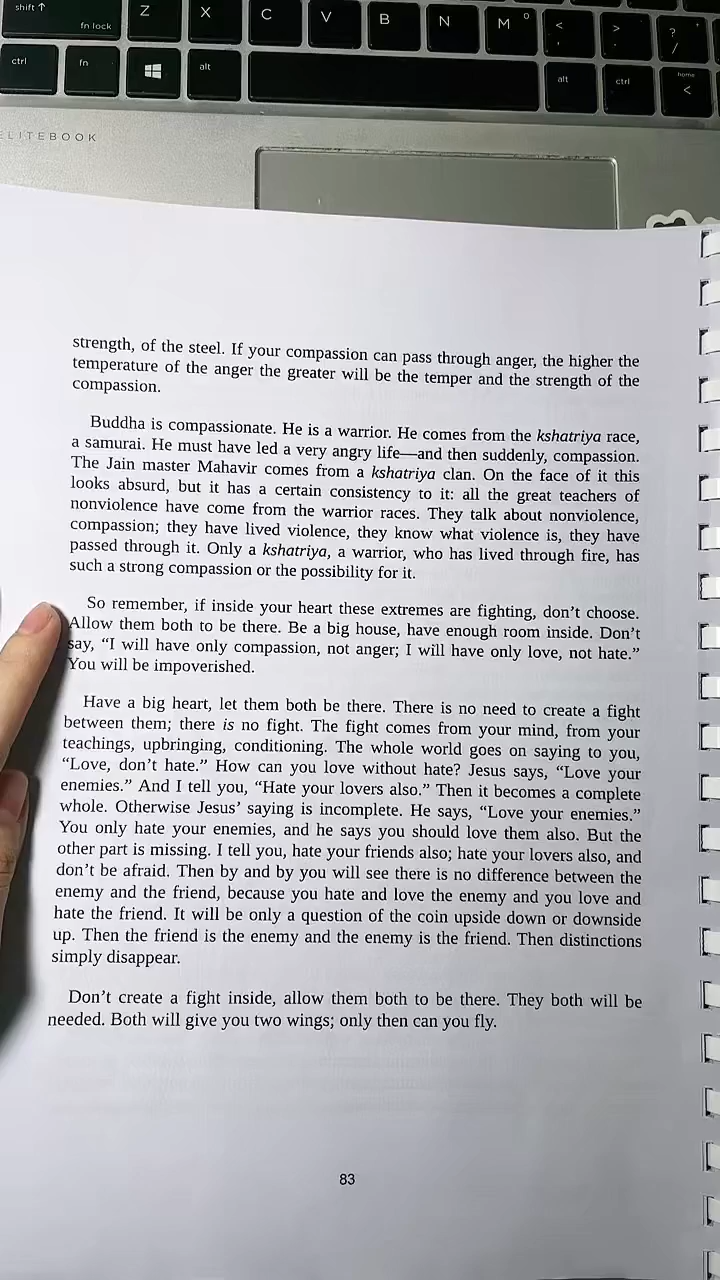 shift ↑
fn lock
Z
X
C
V
B
N
M
<
,
>
.
?
/
ctrl
fn
alt
alt
ctrl
home
<
ELITEBOOK
strength, of the steel. If your compassion can pass through anger, the higher the
temperature of the anger the greater will be the temper and the strength of the
compassion.
Buddha is compassionate. He is a warrior. He comes from the kshatriya race,
a samurai. He must have led a very angry life—and then suddenly, compassion.
The Jain master Mahavir comes from a kshatriya clan. On the face of it this
looks absurd, but it has a certain consistency to it: all the great teachers of
nonviolence have come from the warrior races. They talk about nonviolence,
compassion; they have lived violence, they know what violence is, they have
passed through it. Only a kshatriya, a warrior, who has lived through fire, has
such a strong compassion or the possibility for it.
So remember, if inside your heart these extremes are fighting, don’t choose.
Allow them both to be there. Be a big house, have enough room inside. Don’t
say, “I will have only compassion, not anger; I will have only love, not hate.”
You will be impoverished.
Have a big heart, let them both be there. There is no need to create a fight
between them; there is no fight. The fight comes from your mind, from your
teachings, upbringing, conditioning. The whole world goes on saying to you,
“Love, don’t hate.” How can you love without hate? Jesus says, “Love your
enemies.” And I tell you, “Hate your lovers also.” Then it becomes a complete
whole. Otherwise Jesus’ saying is incomplete. He says, “Love your enemies.”
You only hate your enemies, and he says you should love them also. But the
other part is missing. I tell you, hate your friends also; hate your lovers also, and
don’t be afraid. Then by and by you will see there is no difference between the
enemy and the friend, because you hate and love the enemy and you love and
hate the friend. It will be only a question of the coin upside down or downside
up. Then the friend is the enemy and the enemy is the friend. Then distinctions
simply disappear.
Don’t create a fight inside, allow them both to be there. They both will be
needed. Both will give you two wings; only then can you fly.
83